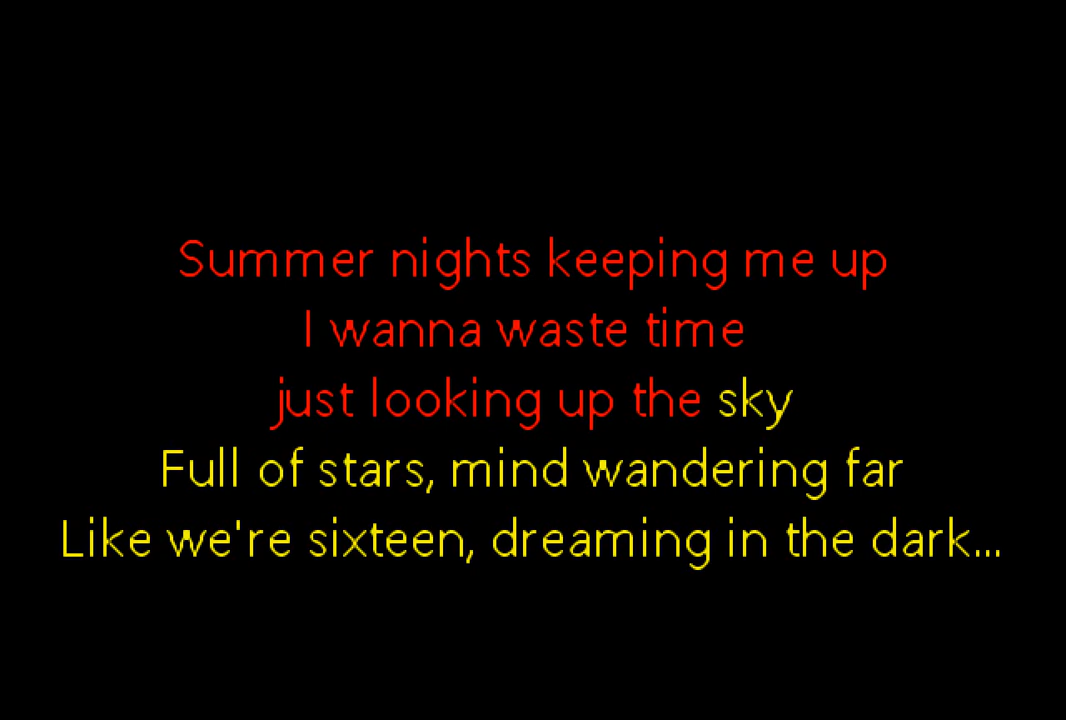 Summer nights keeping me up
I wanna waste time
just looking up the sky
Full of stars, mind wandering far
Like we're sixteen, dreaming in the dark...